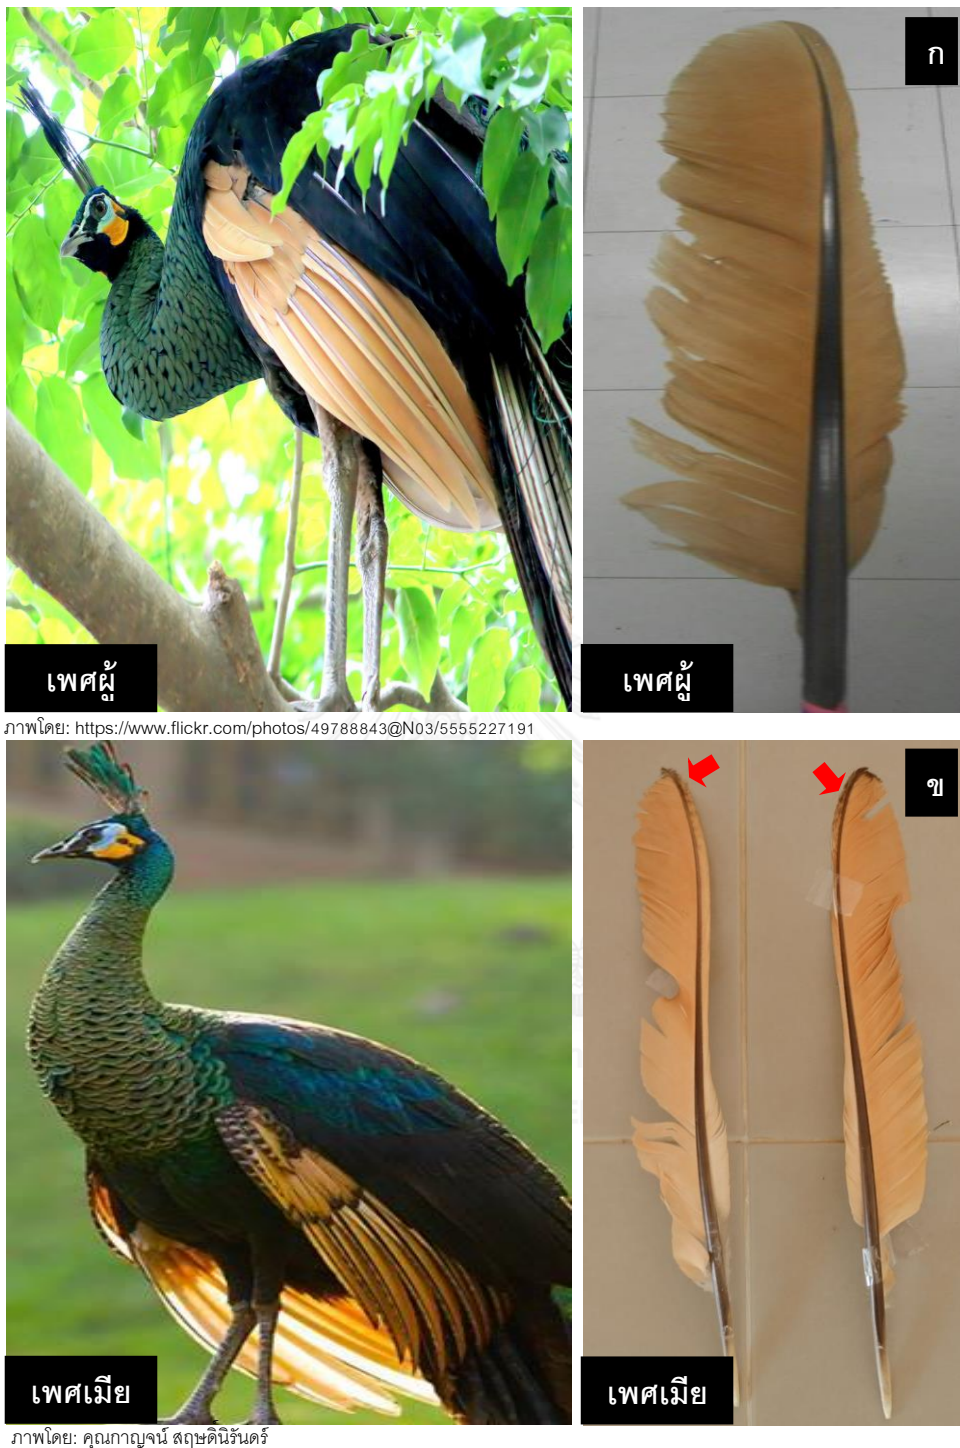 ก
เพศผู้
เพศผู้
ภาพโดย: https://www.flickr.com/photos/49788843@N03/5555227191
ข
เพศเมีย
เพศเมีย
ภาพโดย: คุณกาญจน์ สฤษดิ์นิรันดร์